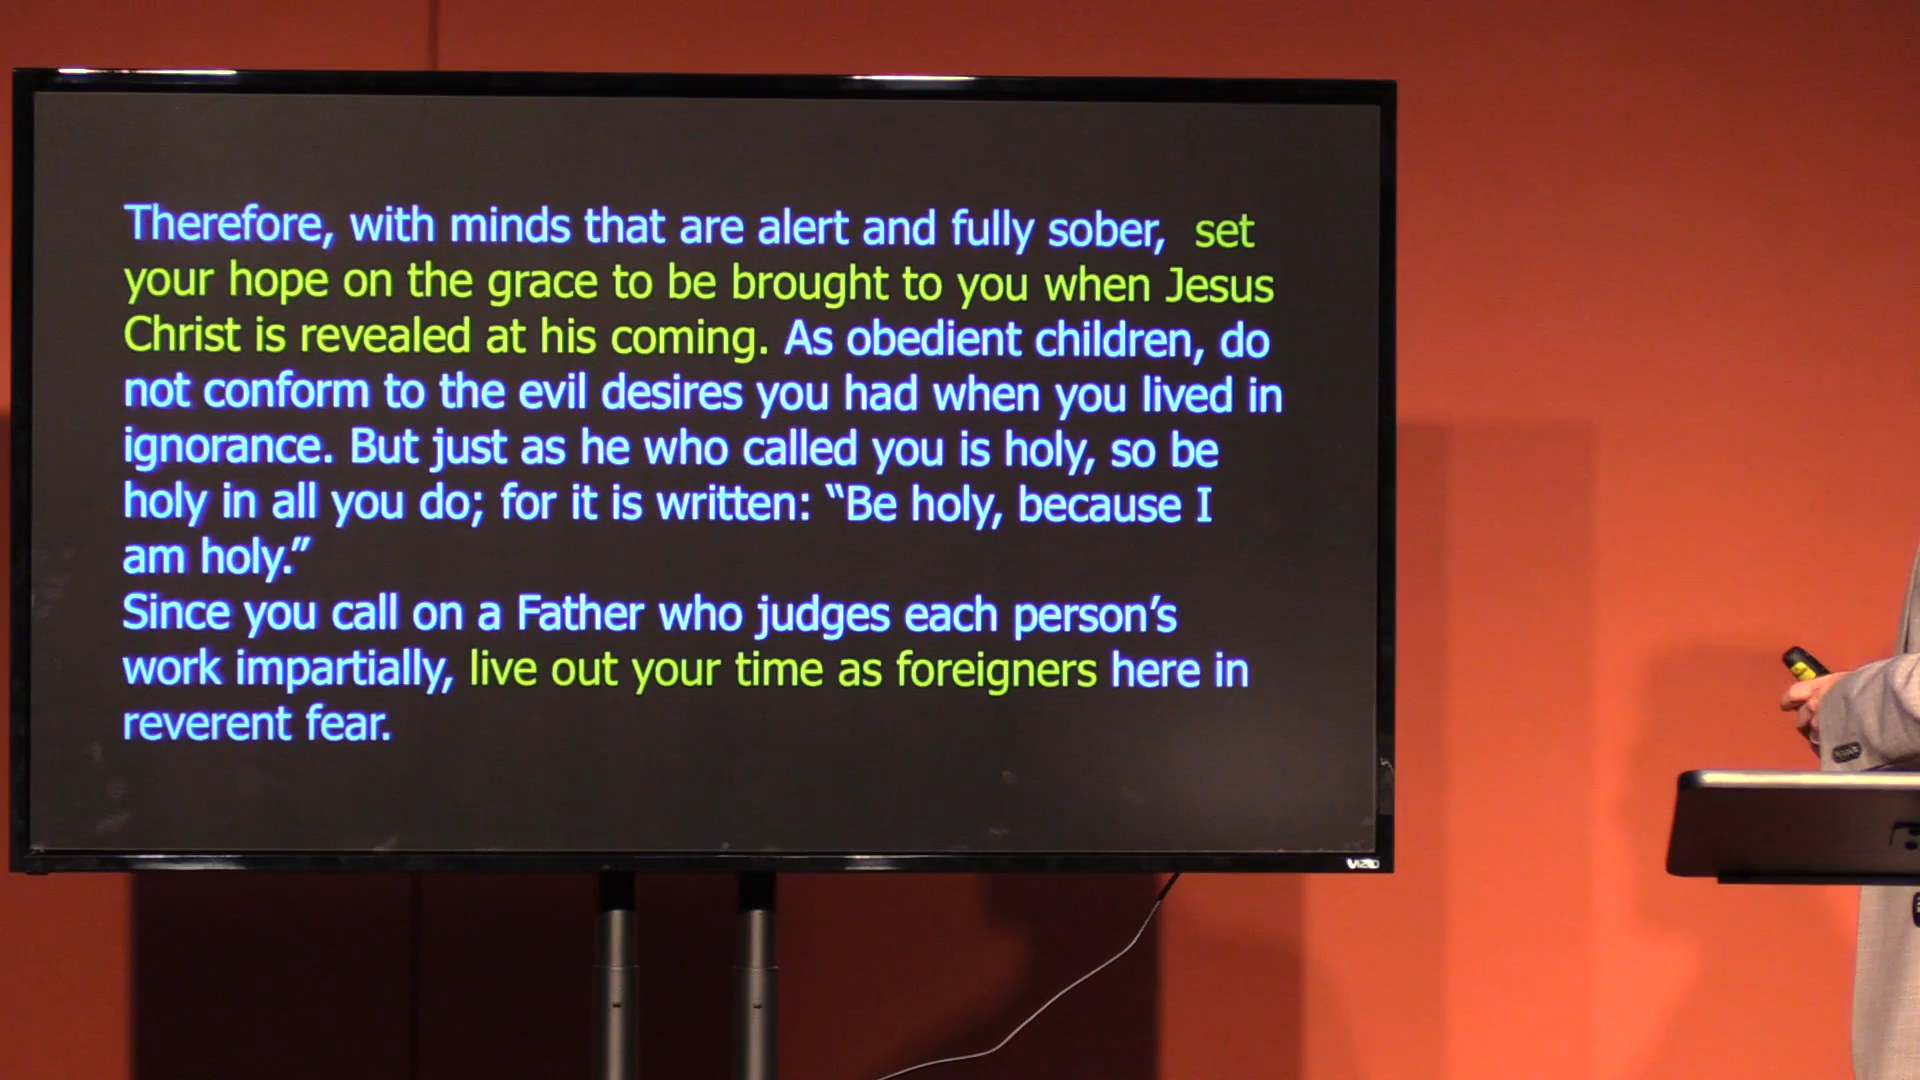 Therefore, with minds that are alert and fully sober, set
your hope on the grace to be brought to you when Jesus
Christ is revealed at his coming. As obedient children, do
not conform to the evil desires you had when you lived in
ignorance. But just as he who called you is holy, so be
holy in all you do; for it is written: “Be holy, because I
am holy.”
Since you call on a Father who judges each person’s
work impartially, live out your time as foreigners here in
reverent fear.
VIZIO